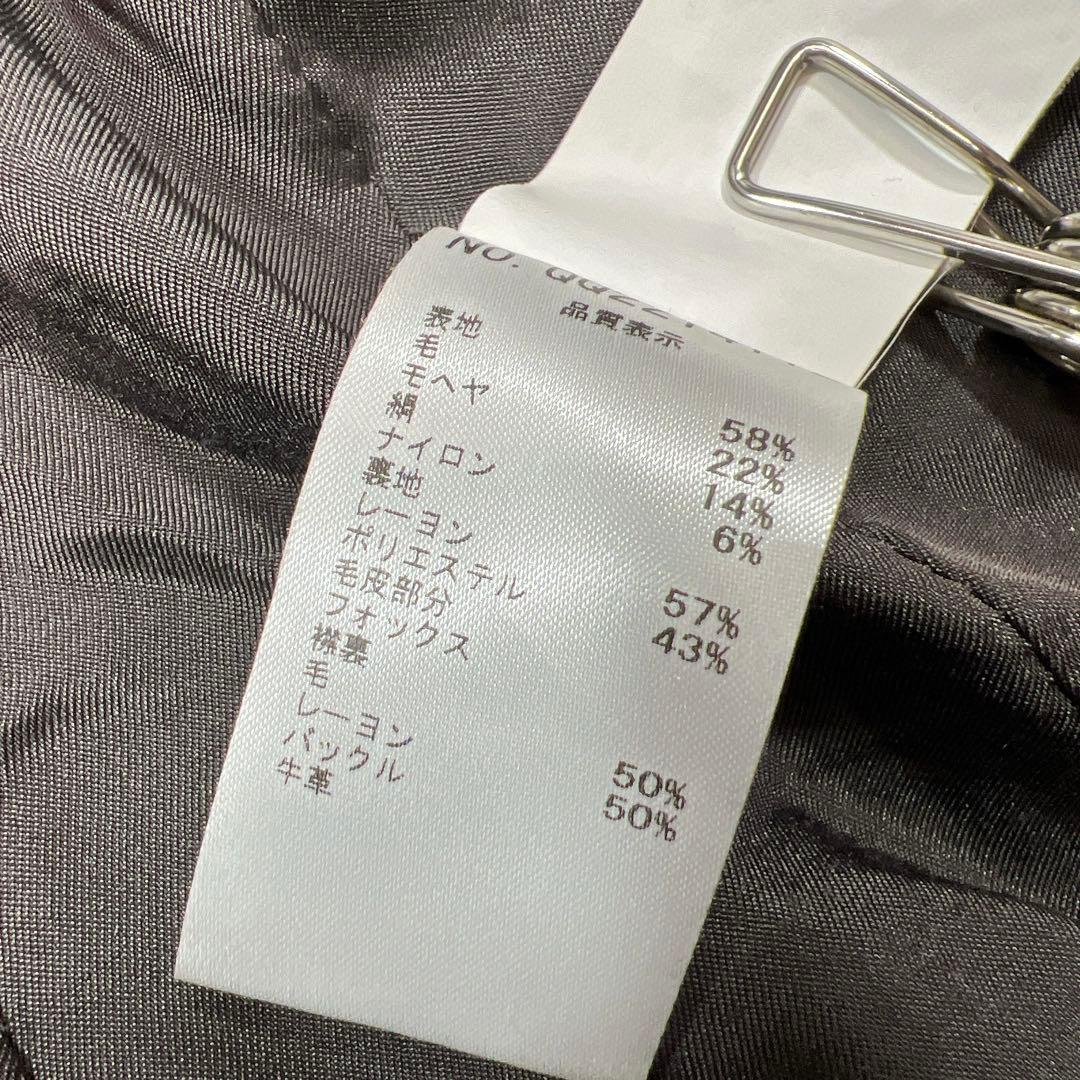 NO.
品質表示
表地
毛 58%
モヘヤ 22%
絹 14%
ナイロン 6%
裏地
レーヨン 57%
ポリエステル 43%
毛皮部分
フォックス
襟裏
毛 50%
レーヨン 50%
バックル
牛革